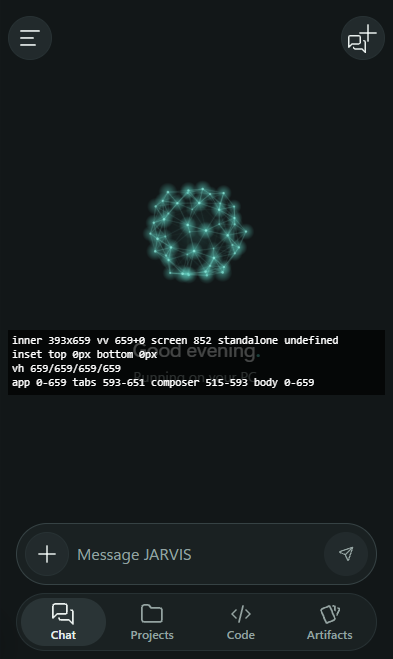 inner 393x659 vv 659+0 screen 852 standalone undefined
inset top 0px bottom 0px
Good evening.
vh 659/659/659/659
Running on your PC
app 0-659 tabs 593-651 composer 515-593 body 0-659
Message JARVIS
Chat
Projects
Code
Artifacts